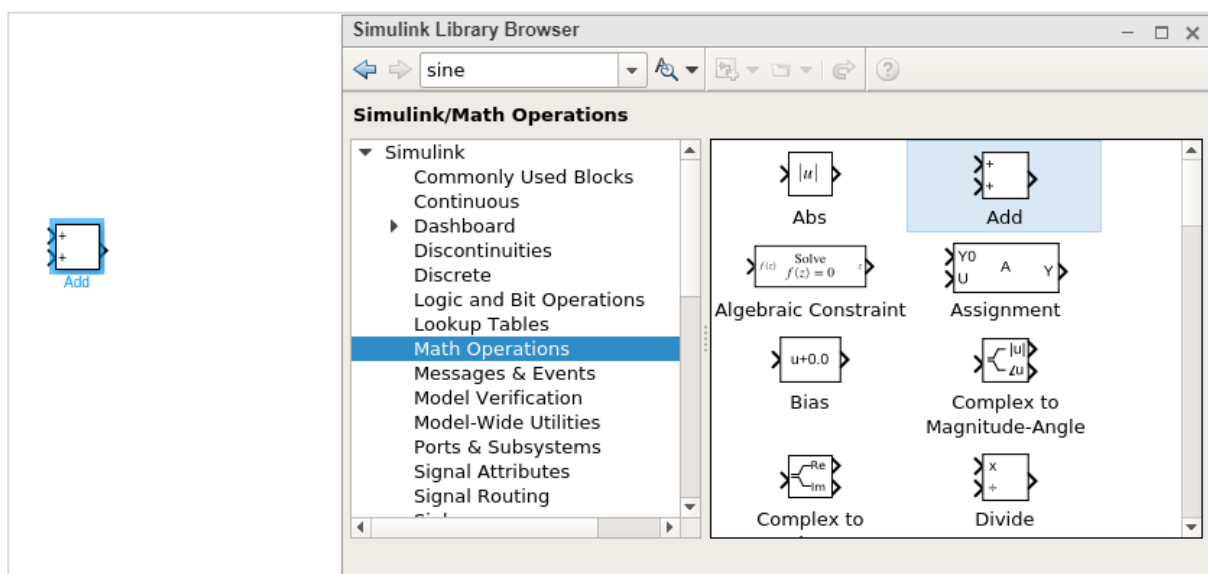 Simulink Library Browser
sine
Simulink/Math Operations
Simulink
Commonly Used Blocks
Continuous
Dashboard
Discontinuities
Discrete
Logic and Bit Operations
Lookup Tables
Math Operations
Messages & Events
Model Verification
Model-Wide Utilities
Ports & Subsystems
Signal Attributes
Signal Routing
+
+
Add
|u|
Abs
+
+
Add
f(z) Solve z
f(z) = 0
Algebraic Constraint
Y0 A Y
U
Assignment
u+0.0
Bias
|u|
∠u
Complex to
Magnitude-Angle
Re
Im
Complex to
×
÷
Divide